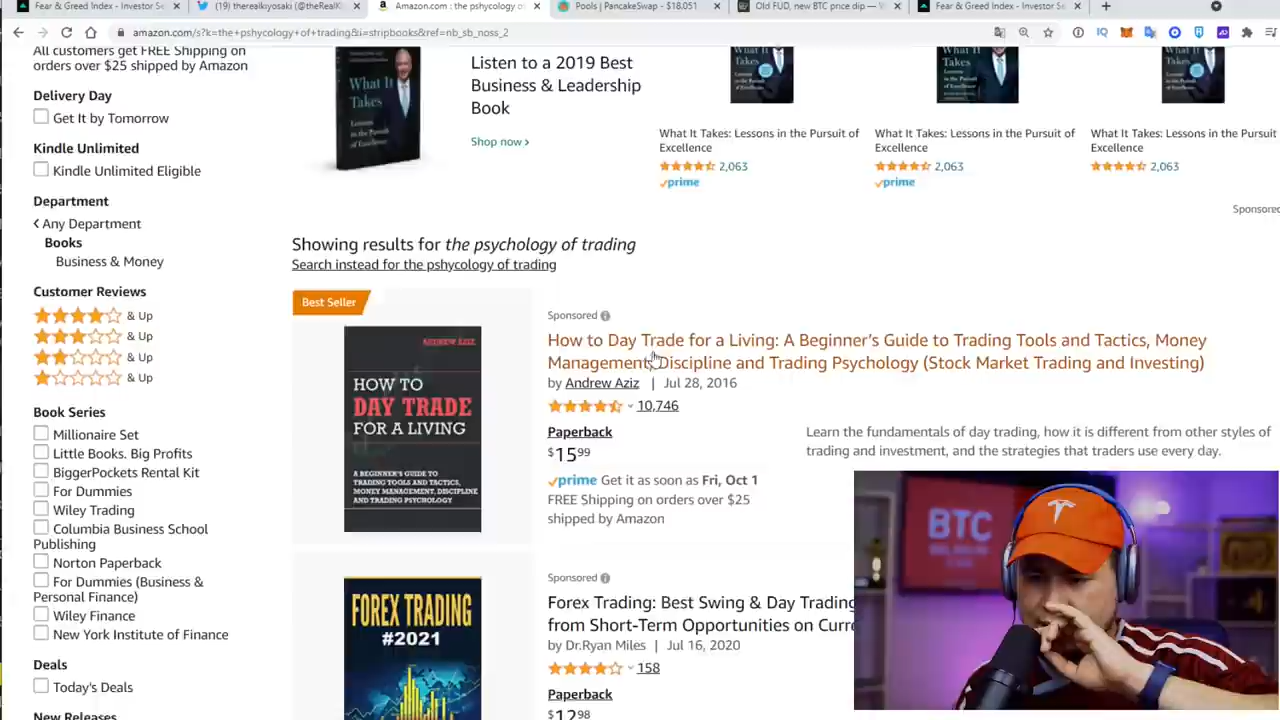 Fear & Greed Index - Investor Se
(19) therealkiyosaki (@theRealK
Amazon.com : the pshycology of
Pools | PancakeSwap - $18,051
Old FUD, new BTC price dip — W
Fear & Greed Index - Investor Se
amazon.com/s?k=the+pshycology+of+trading&i=stripbooks&ref=nb_sb_noss_2
All customers get FREE Shipping on
orders over $25 shipped by Amazon
Delivery Day
Get It by Tomorrow
Kindle Unlimited
Kindle Unlimited Eligible
Department
Any Department
Books
Business & Money
Customer Reviews
& Up
& Up
& Up
& Up
Book Series
Millionaire Set
Little Books. Big Profits
BiggerPockets Rental Kit
For Dummies
Wiley Trading
Columbia Business School
Publishing
Norton Paperback
For Dummies (Business &
Personal Finance)
Wiley Finance
New York Institute of Finance
Deals
Today's Deals
New Releases
What It
Takes
Listen to a 2019 Best
Business & Leadership
Book
Shop now
What It
Takes
What It Takes: Lessons in the Pursuit of
Excellence
2,063
prime
What It
Takes
What It Takes: Lessons in the Pursuit of
Excellence
2,063
prime
What It
Takes
What It Takes: Lessons in the Pursuit
Excellence
2,063
Sponsored
Showing results for the psychology of trading
Search instead for the pshycology of trading
Best Seller
ANDREW AZIZ
HOW TO
DAY TRADE
FOR A LIVING
A BEGINNER'S GUIDE TO
TRADING TOOLS AND TACTICS,
MONEY MANAGEMENT, DISCIPLINE
AND TRADING PSYCHOLOGY
Sponsored
How to Day Trade for a Living: A Beginner's Guide to Trading Tools and Tactics, Money
Management, Discipline and Trading Psychology (Stock Market Trading and Investing)
by Andrew Aziz | Jul 28, 2016
10,746
Paperback
$15 99
prime Get it as soon as Fri, Oct 1
FREE Shipping on orders over $25
shipped by Amazon
Learn the fundamentals of day trading, how it is different from other styles of
trading and investment, and the strategies that traders use every day.
FOREX TRADING
#2021
Sponsored
Forex Trading: Best Swing & Day Trading
from Short-Term Opportunities on Curre
by Dr.Ryan Miles | Jul 16, 2020
158
Paperback
$12 98
BTC